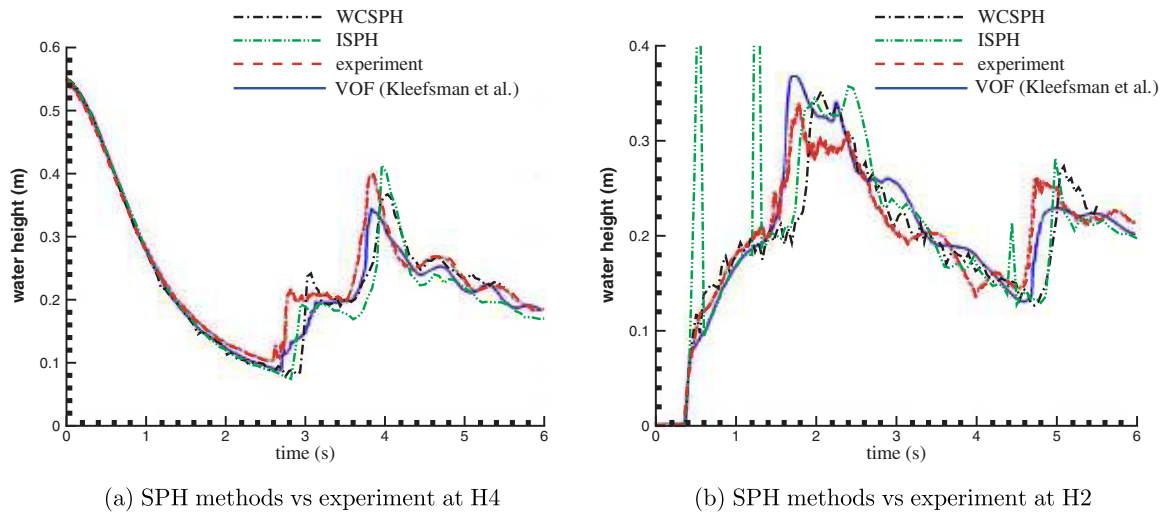 WCSPH
ISPH
experiment
VOF (Kleefsman et al.)
0.6
0.5
0.4
0.3
0.2
0.1
0
water height (m)
0 1 2 3 4 5 6
time (s)
(a) SPH methods vs experiment at H4
WCSPH
ISPH
experiment
VOF (Kleefsman et al.)
0.4
0.3
0.2
0.1
0
water height (m)
0 1 2 3 4 5 6
time (s)
(b) SPH methods vs experiment at H2